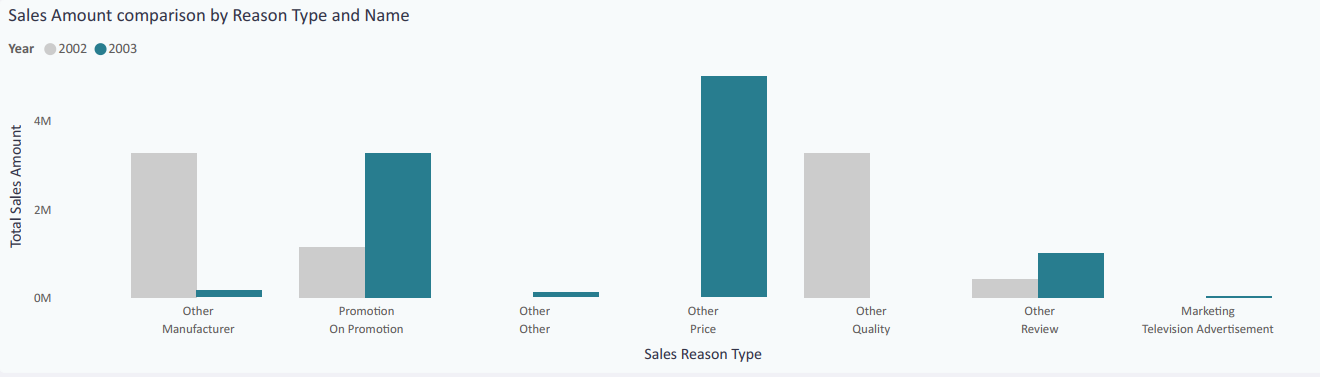 Sales Amount comparison by Reason Type and Name
Year 2002 2003
Total Sales Amount
4M
2M
0M
Other Promotion Other Other Other Other Marketing
Manufacturer On Promotion Other Price Quality Review Television Advertisement
Sales Reason Type